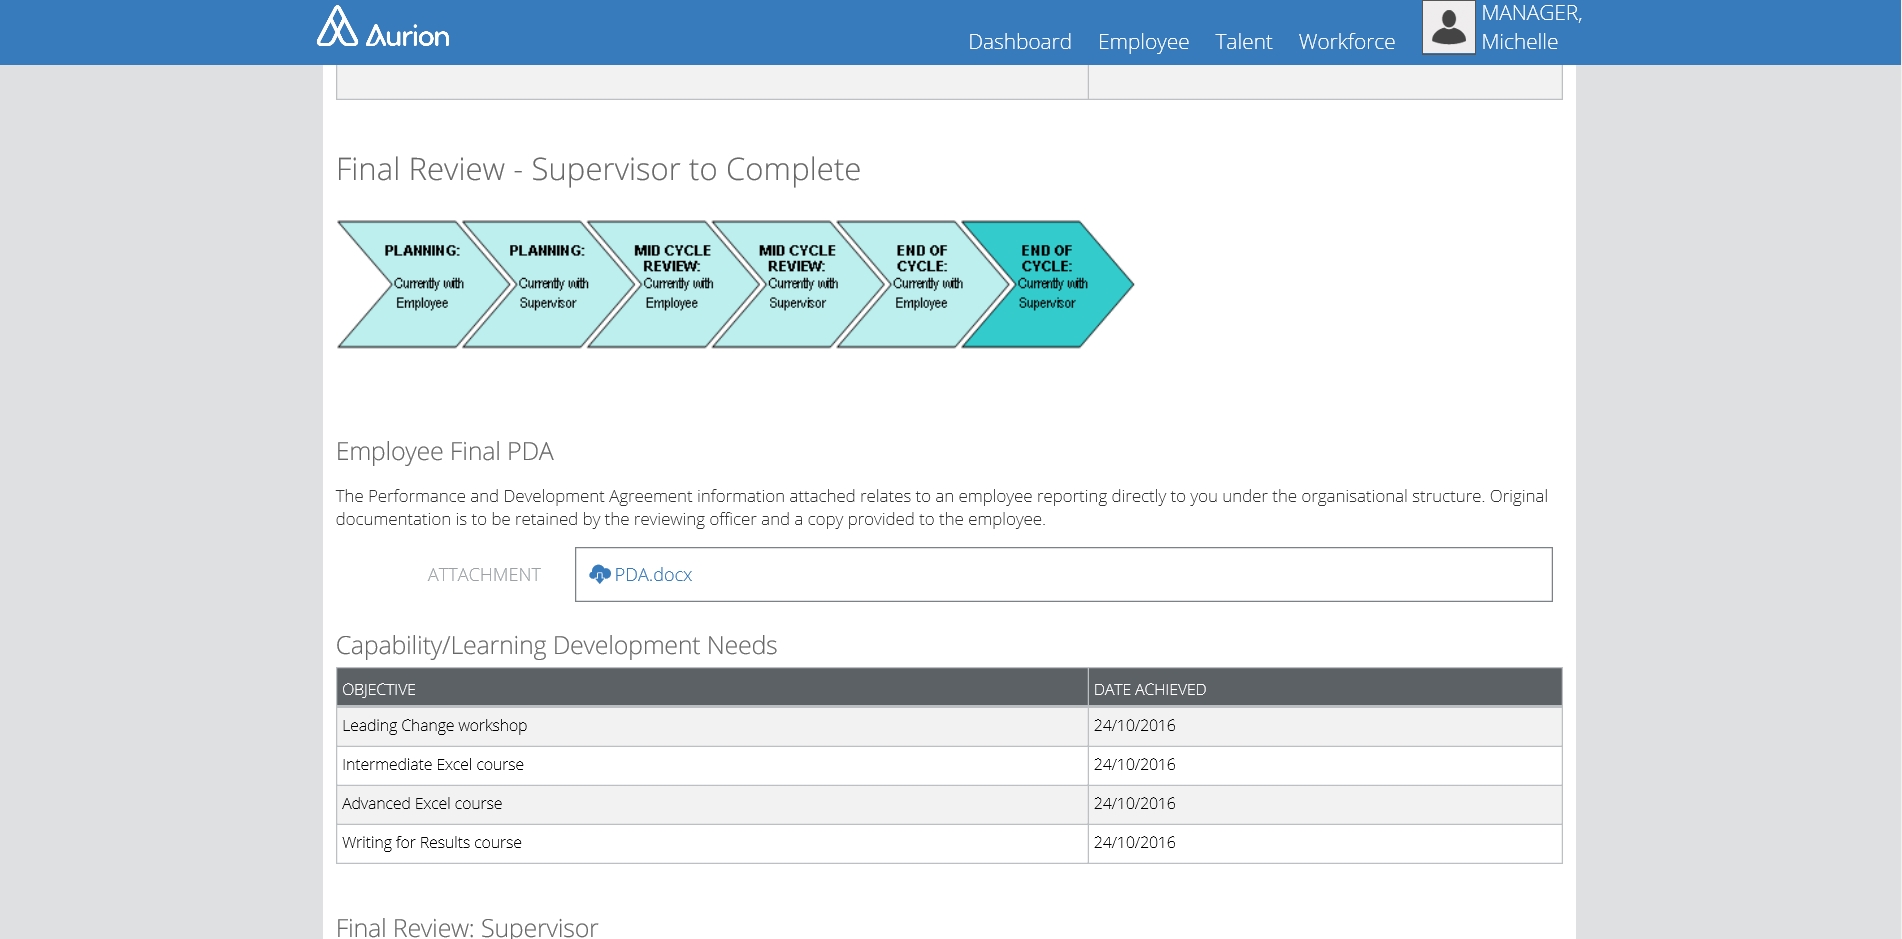 Aurion
Dashboard
Employee
Talent
Workforce
MANAGER,
Michelle
Final Review - Supervisor to Complete
PLANNING:
Currently with
Employee
PLANNING:
Currently with
Supervisor
MID CYCLE
REVIEW:
Currently with
Employee
MID CYCLE
REVIEW:
Currently with
Supervisor
END OF
CYCLE:
Currently with
Employee
END OF
CYCLE:
Currently with
Supervisor
Employee Final PDA
The Performance and Development Agreement information attached relates to an employee reporting directly to you under the organisational structure. Original
documentation is to be retained by the reviewing officer and a copy provided to the employee.
ATTACHMENT
PDA.docx
Capability/Learning Development Needs
OBJECTIVE DATE ACHIEVED
Leading Change workshop 24/10/2016
Intermediate Excel course 24/10/2016
Advanced Excel course 24/10/2016
Writing for Results course 24/10/2016
Final Review: Supervisor